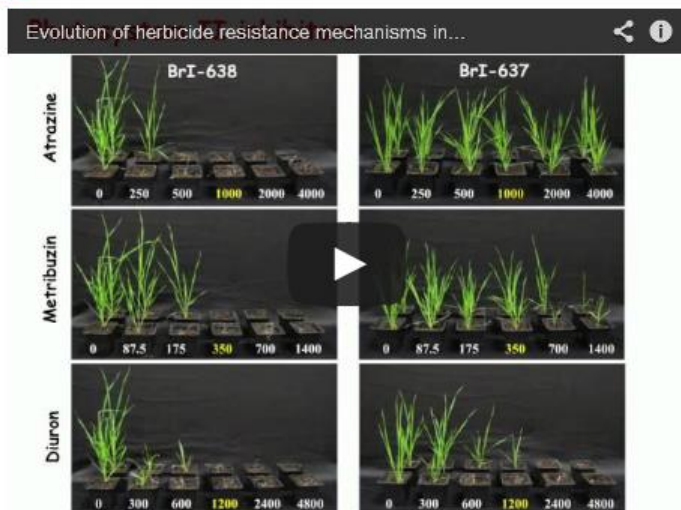 Evolution of herbicide resistance mechanisms in...
BrI-638 BrI-637
Atrazine
0 250 500 1000 2000 4000 0 250 500 1000 2000 4000
Metribuzin
0 87.5 175 350 700 1400 0 87.5 175 350 700 1400
Diuron
0 300 600 1200 2400 4800 0 300 600 1200 2400 4800